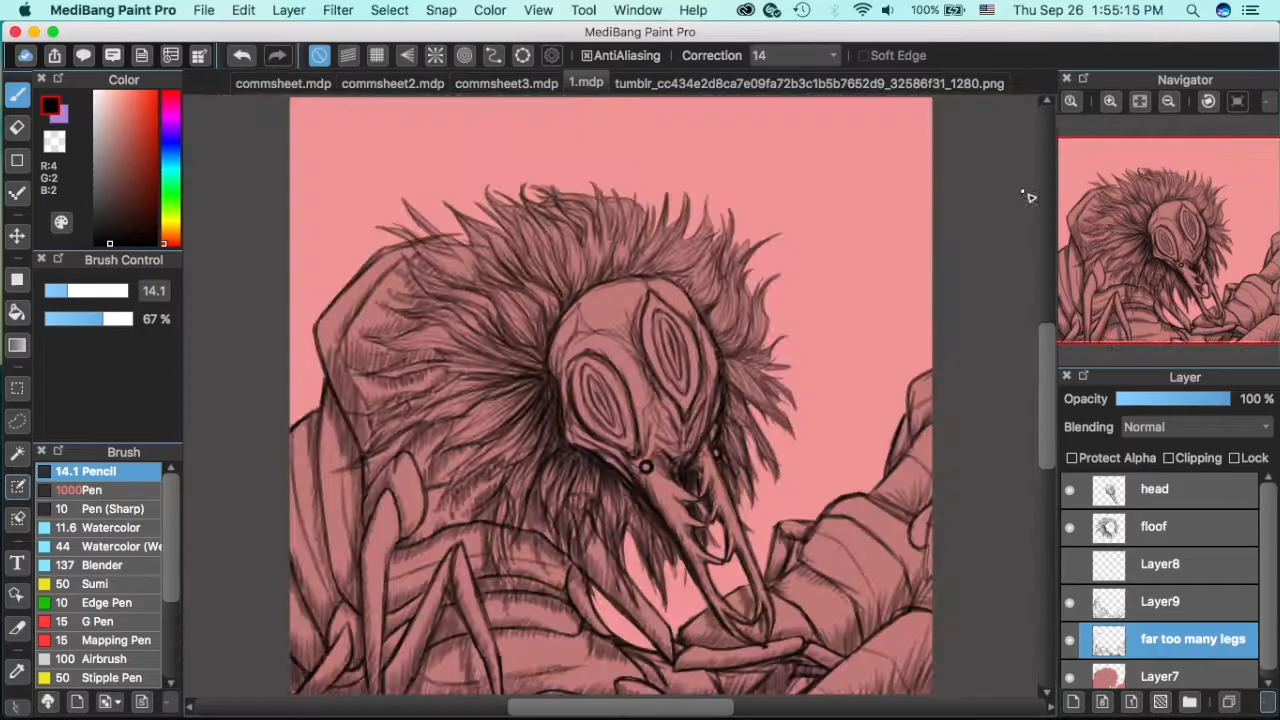 MediBang Paint Pro File Edit Layer Filter Select Snap Color View Tool Window Help 100% Thu Sep 26 1:55:15 PM
MediBang Paint Pro
AntiAliasing Correction 14 Soft Edge
commsheet.mdp commsheet2.mdp commsheet3.mdp 1.mdp tumblr_cc434e2d8ca7e09fa72b3c1b5b7652d9_32586f31_1280.png
Color
R:4
G:2
B:2
Brush Control
14.1
67 %
Brush
14.1 Pencil
1000 Pen
10 Pen (Sharp)
11.6 Watercolor
44 Watercolor (We
137 Blender
50 Sumi
10 Edge Pen
15 G Pen
15 Mapping Pen
100 Airbrush
50 Stipple Pen
Navigator
Layer
Opacity 100 %
Blending Normal
Protect Alpha Clipping Lock
head
floof
Layer8
Layer9
far too many legs
Layer7